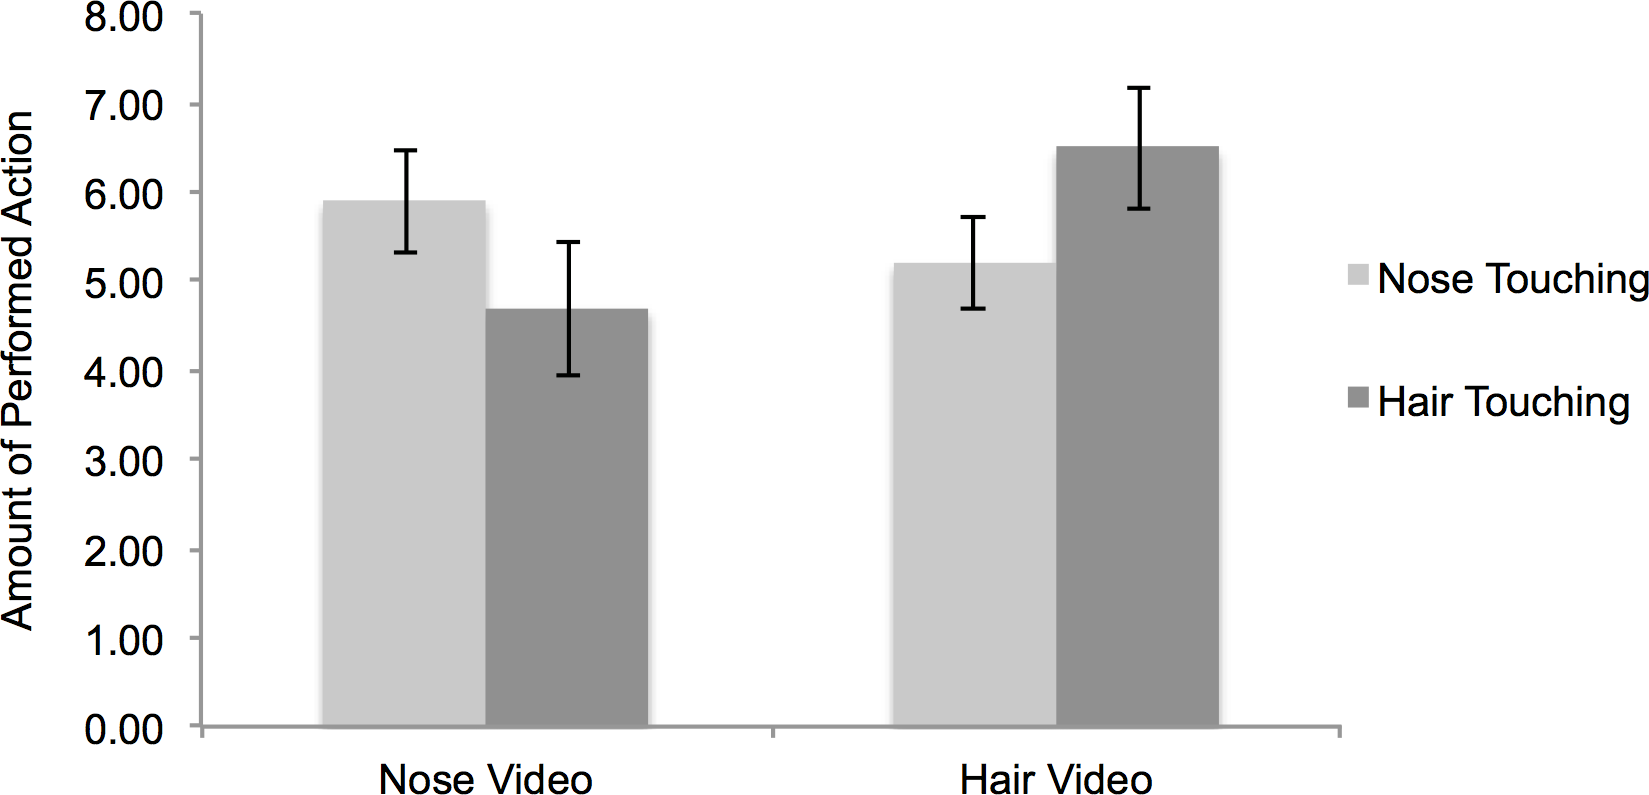 Amount of Performed Action
8.00
7.00
6.00
5.00
4.00
3.00
2.00
1.00
0.00
Nose Video
Hair Video
Nose Touching
Hair Touching